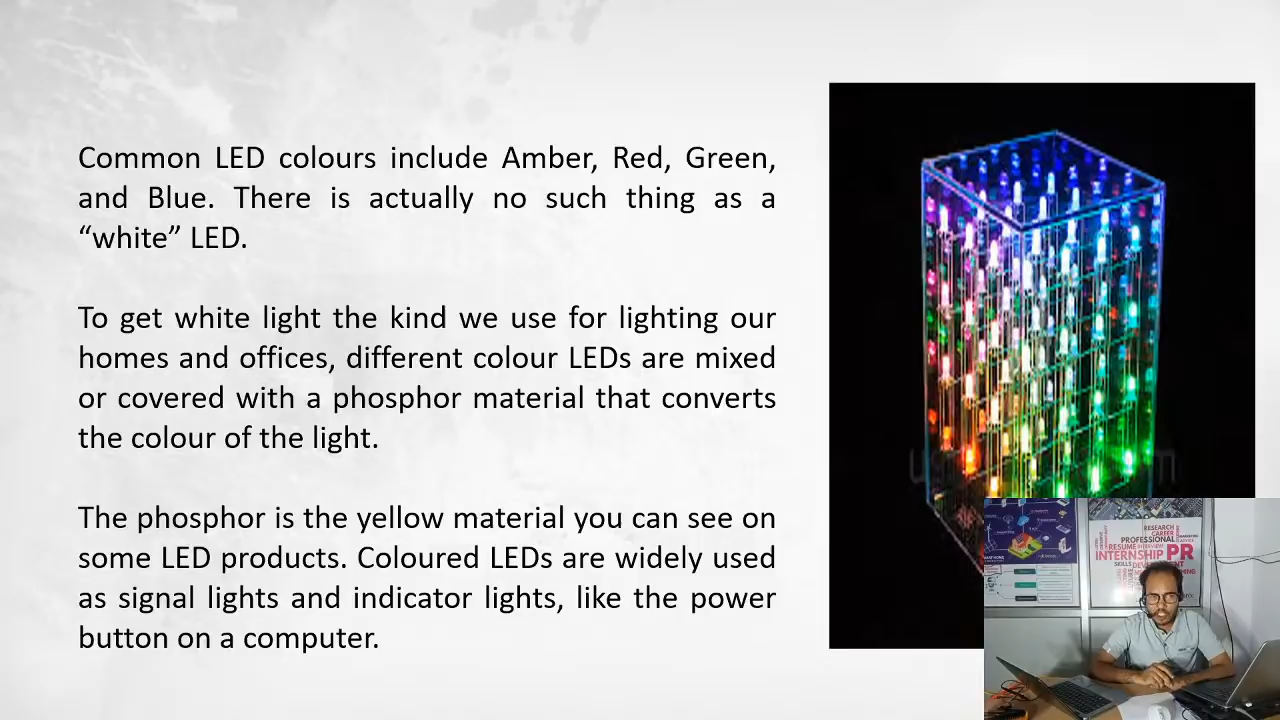 Common LED colours include Amber, Red, Green,
and Blue. There is actually no such thing as a
“white” LED.
To get white light the kind we use for lighting our
homes and offices, different colour LEDs are mixed
or covered with a phosphor material that converts
the colour of the light.
The phosphor is the yellow material you can see on
some LED products. Coloured LEDs are widely used
as signal lights and indicator lights, like the power
button on a computer.
RESEARCH
CAREER
PROFESSIONAL
RESUME
INTERNSHIP PR
SKILLS